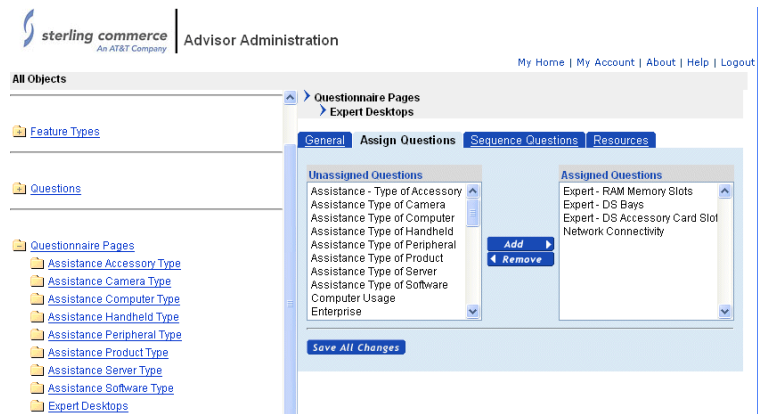 sterling commerce
An AT&T Company
Advisor Administration
My Home | My Account | About | Help | Logout
All Objects
Feature Types
Questions
Questionnaire Pages
Assistance Accessory Type
Assistance Camera Type
Assistance Computer Type
Assistance Handheld Type
Assistance Peripheral Type
Assistance Product Type
Assistance Server Type
Assistance Software Type
Expert Desktops
Questionnaire Pages
Expert Desktops
General Assign Questions Sequence Questions Resources
Unassigned Questions
Assistance - Type of Accessory
Assistance Type of Camera
Assistance Type of Computer
Assistance Type of Handheld
Assistance Type of Peripheral
Assistance Type of Product
Assistance Type of Server
Assistance Type of Software
Computer Usage
Enterprise
Add
Remove
Assigned Questions
Expert - RAM Memory Slots
Expert - DS Bays
Expert - DS Accessory Card Slot
Network Connectivity
Save All Changes